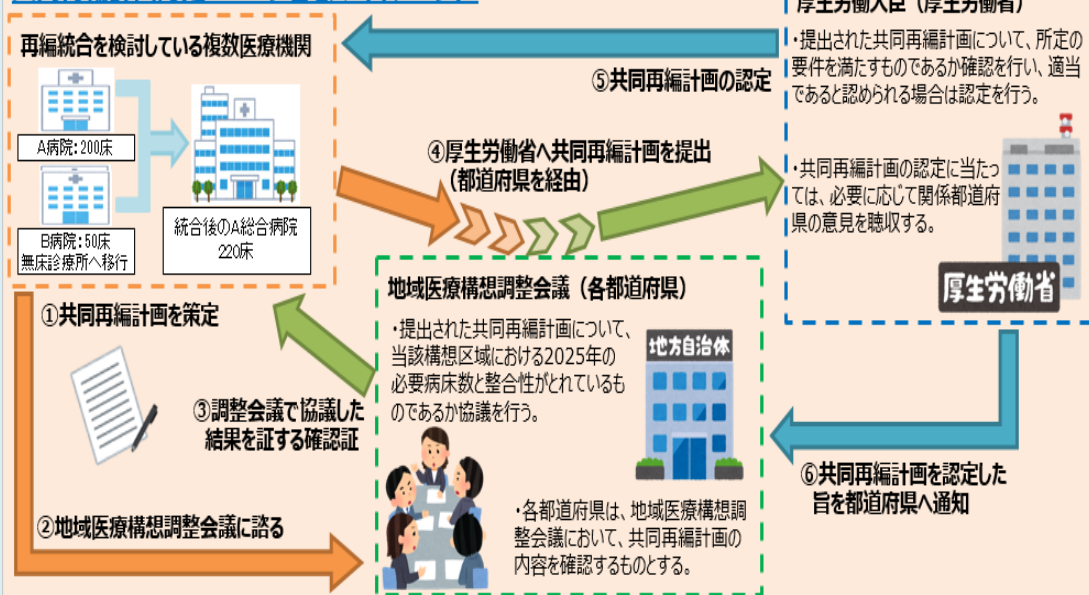 厚生労働大臣（厚生労働省）
再編統合を検討している複数医療機関
A病院：200床
B病院：50床
無床診療所へ移行
統合後のA総合病院
220床
⑤共同再編計画の認定
・提出された共同再編計画について、所定の
要件を満たすものであるか確認を行い、適当
であると認められる場合は認定を行う。
・共同再編計画の認定に当たっ
ては、必要に応じて関係都道府
県の意見を聴収する。
厚生労働省
④厚生労働省へ共同再編計画を提出
（都道府県を経由）
①共同再編計画を策定
地域医療構想調整会議（各都道府県）
・提出された共同再編計画について、
当該構想区域における2025年の
必要病床数と整合性がとれているも
のであるか協議を行う。
地方自治体
③調整会議で協議した
結果を証する確認証
②地域医療構想調整会議に諮る
・各都道府県は、地域医療構想調
整会議において、共同再編計画の
内容を確認するものとする。
⑥共同再編計画を認定した
旨を都道府県へ通知